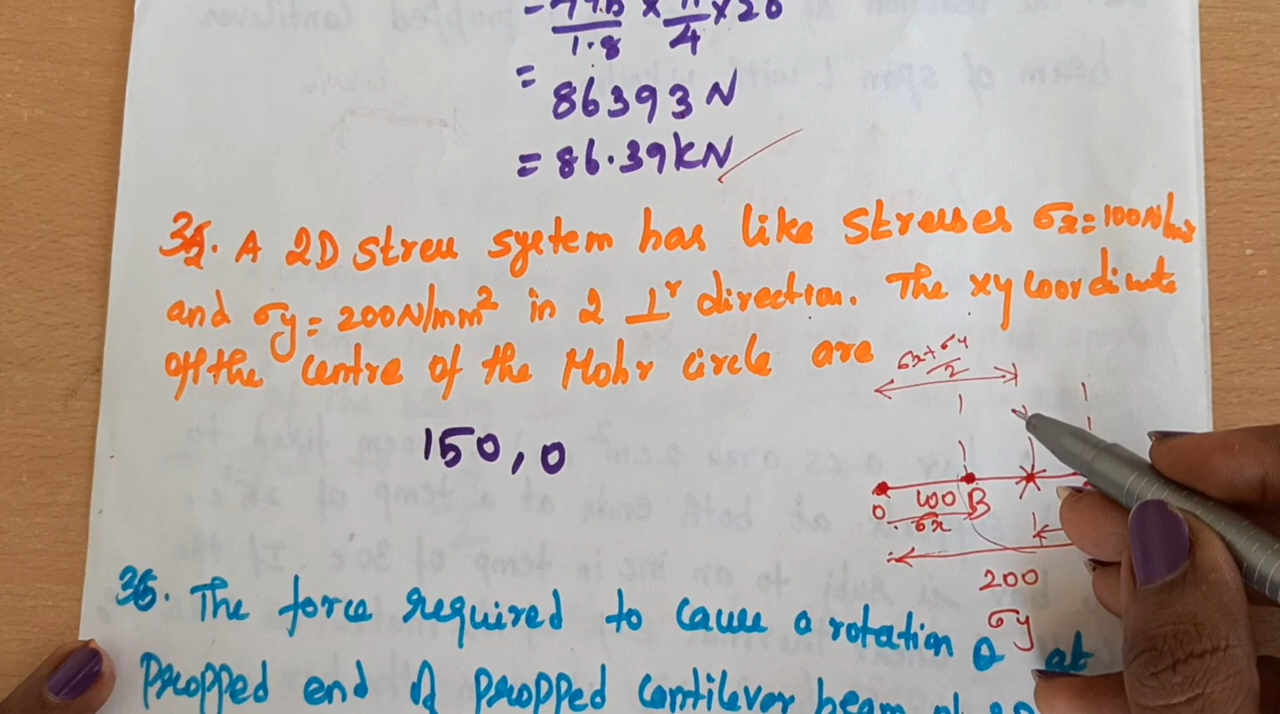 = 86393 N
= 86.39 KN
35. A 2D stress system has like stresses σx = 100 N/mm²
and σy = 200 N/mm² in 2 ⊥r direction. The xy coordinate
of the centre of the Mohr circle are
σx+σy
2
150, 0
O 100 B
σx
200
σy
36. The force required to cause a rotation θ at
propped end of propped cantilever beam of